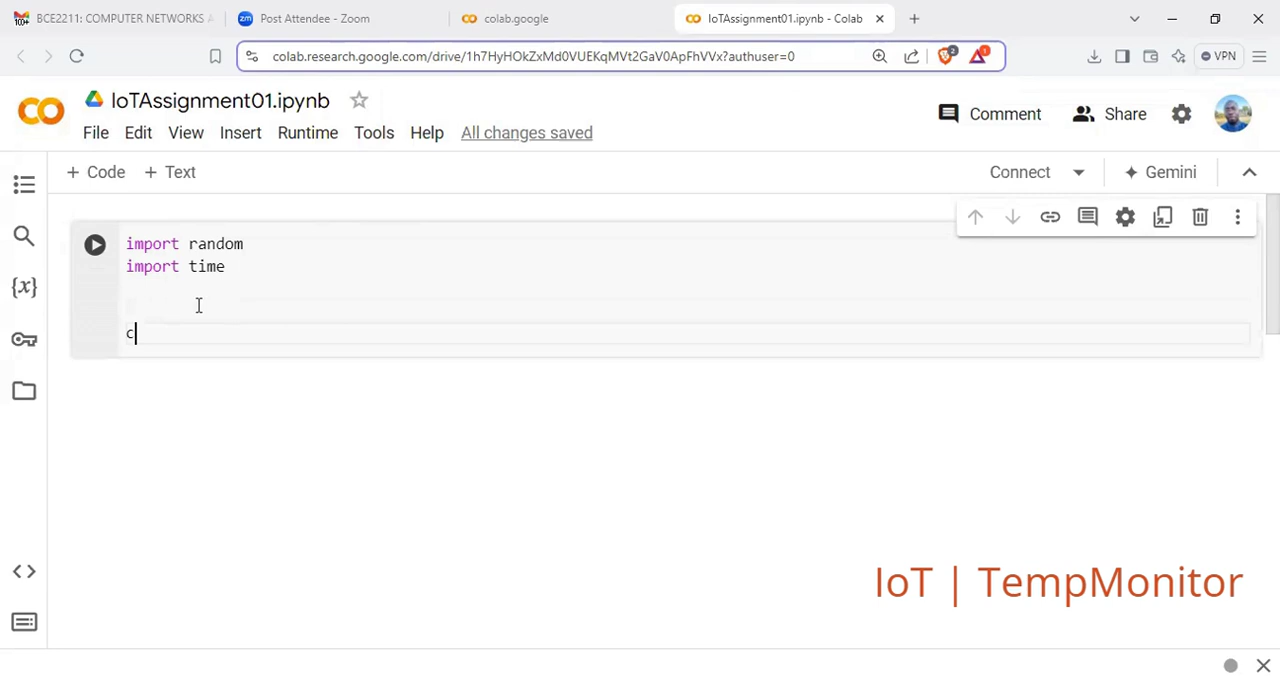 BCE2211: COMPUTER NETWORKS A
Post Attendee - Zoom
colab.google
IoTAssignment01.ipynb - Colab
colab.research.google.com/drive/1h7HyHOkZxMd0VUEKqMVt2GaV0ApFhVVx?authuser=0
2
1
VPN
IoTAssignment01.ipynb
Comment
Share
File Edit View Insert Runtime Tools Help All changes saved
+ Code + Text
Connect
Gemini
import random
import time
c
IoT | TempMonitor